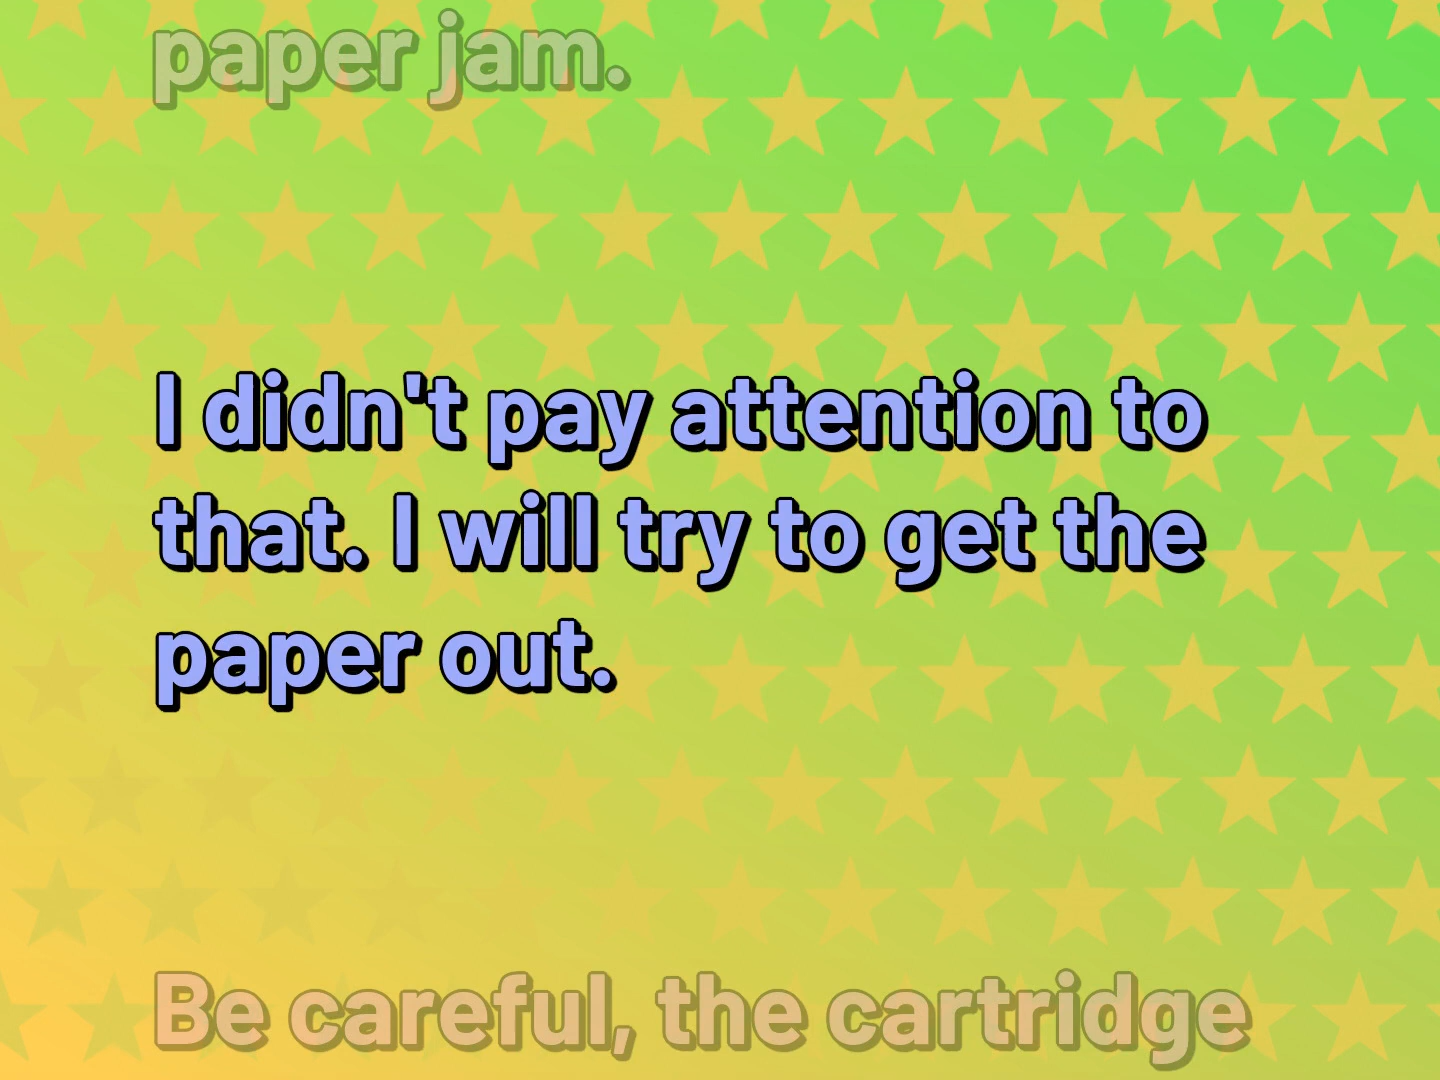 paper jam.
I didn't pay attention to
that. I will try to get the
paper out.
Be careful, the cartridge